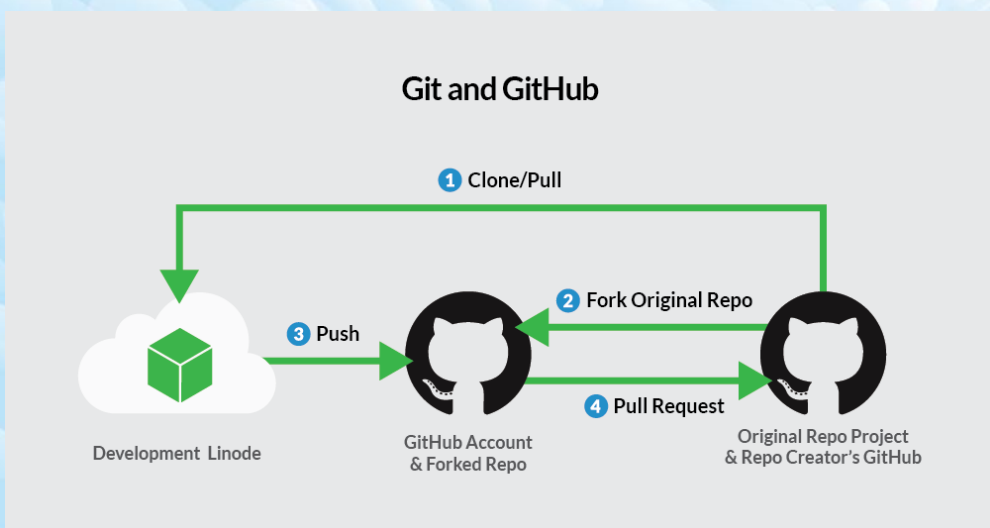 Git and GitHub
1 Clone/Pull
2 Fork Original Repo
3 Push
4 Pull Request
Development Linode
GitHub Account
& Forked Repo
Original Repo Project
& Repo Creator's GitHub